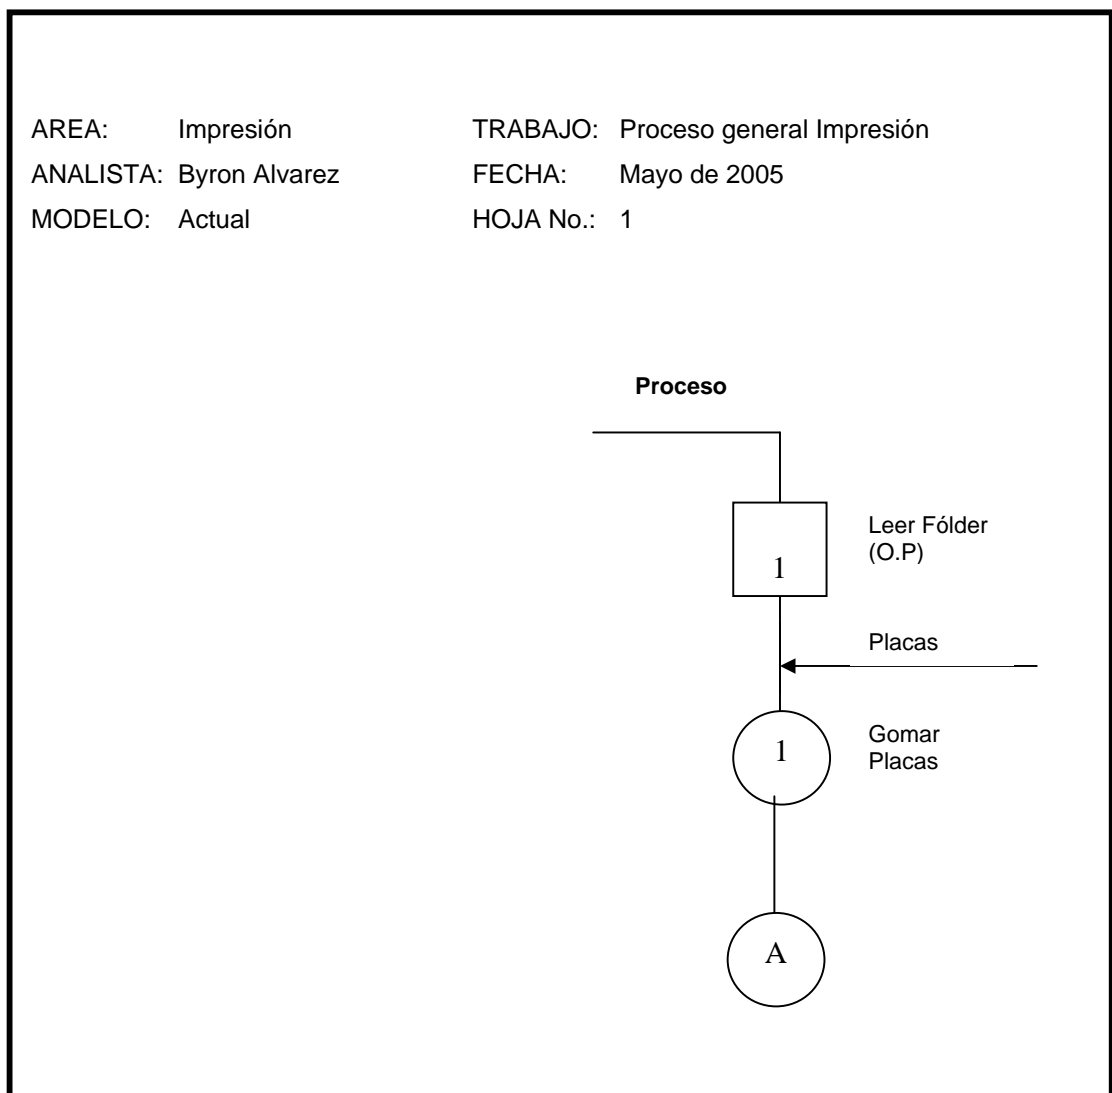 AREA: Impresión TRABAJO: Proceso general Impresión
ANALISTA: Byron Alvarez FECHA: Mayo de 2005
MODELO: Actual HOJA No.: 1
Proceso
Leer Fólder
(O.P)
1
Placas
1
Gomar
Placas
A